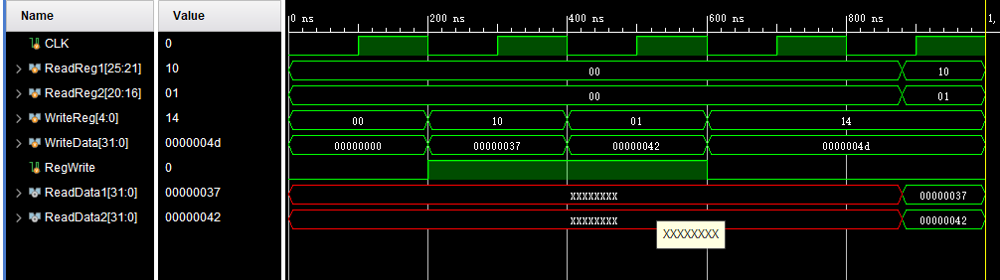 Name Value 0 ns 200 ns 400 ns 600 ns 800 ns 1,
CLK 0
ReadReg1[25:21] 10 00 10
ReadReg2[20:16] 01 00 01
WriteReg[4:0] 14 00 10 01 14
WriteData[31:0] 0000004d 00000000 00000037 00000042 0000004d
RegWrite 0
ReadData1[31:0] 00000037 XXXXXXXX 00000037
ReadData2[31:0] 00000042 XXXXXXXX 00000042
XXXXXXXX